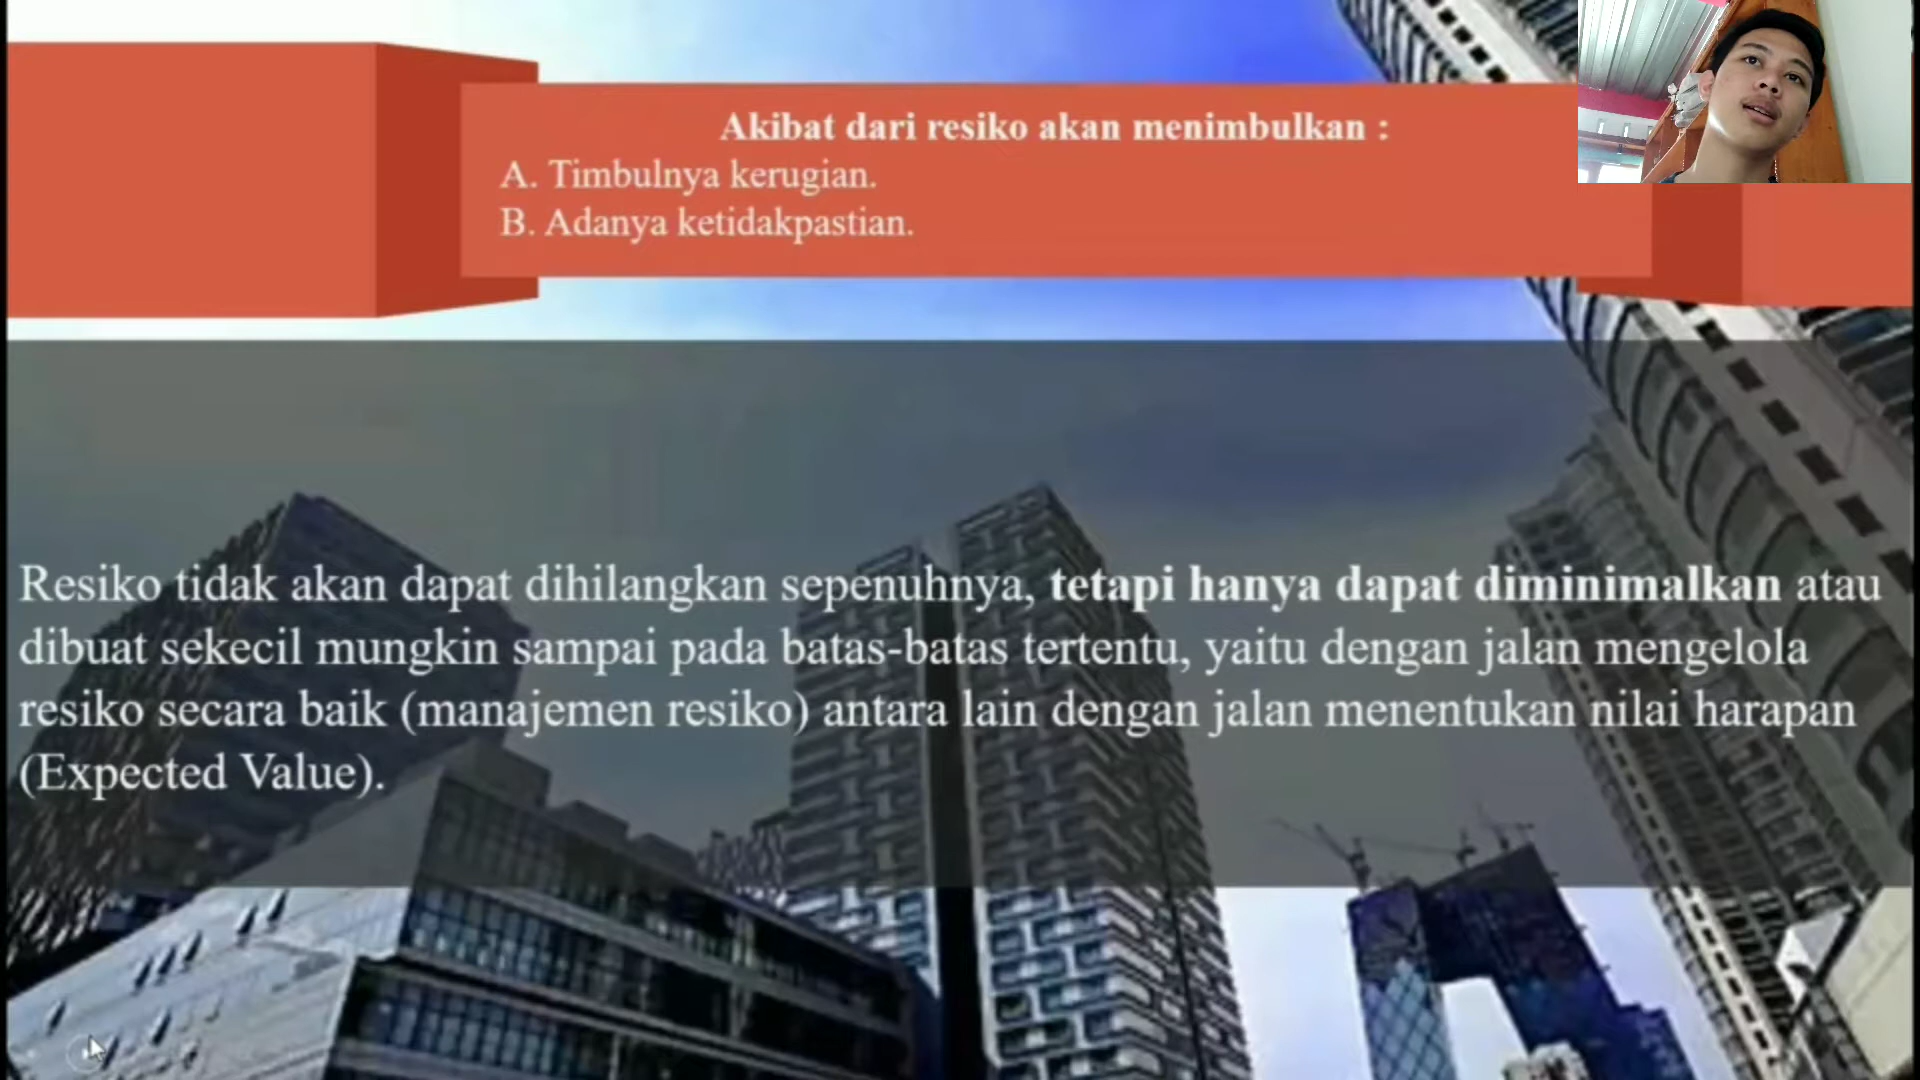 Akibat dari resiko akan menimbulkan :
A. Timbulnya kerugian.
B. Adanya ketidakpastian.
Resiko tidak akan dapat dihilangkan sepenuhnya, tetapi hanya dapat diminimalkan atau
dibuat sekecil mungkin sampai pada batas-batas tertentu, yaitu dengan jalan mengelola
resiko secara baik (manajemen resiko) antara lain dengan jalan menentukan nilai harapan
(Expected Value).